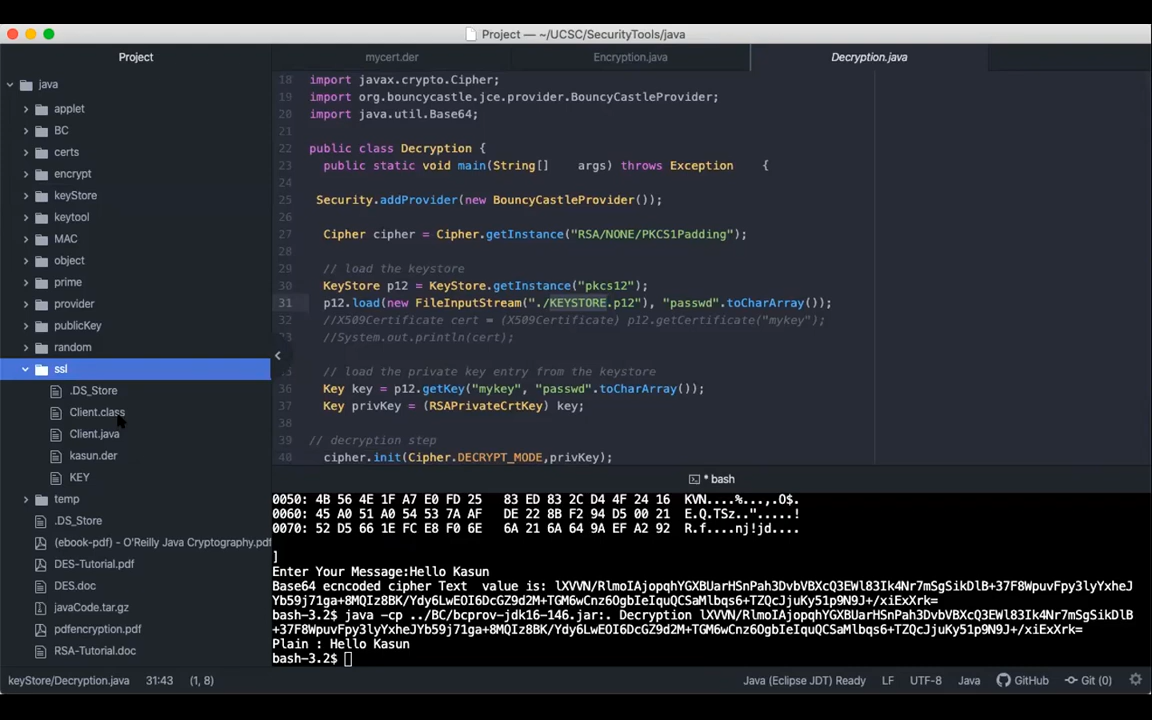 Project — ~/UCSC/SecurityTools/java
Project
mycert.der
Encryption.java
Decryption.java
java
applet
BC
certs
encrypt
keyStore
keytool
MAC
object
prime
provider
publicKey
random
ssl
.DS_Store
Client.class
Client.java
kasun.der
KEY
temp
.DS_Store
(ebook-pdf) - O'Reilly Java Cryptography.pdf
DES-Tutorial.pdf
DES.doc
javaCode.tar.gz
pdfencryption.pdf
RSA-Tutorial.doc
18 import javax.crypto.Cipher;
19 import org.bouncycastle.jce.provider.BouncyCastleProvider;
20 import java.util.Base64;
21
22 public class Decryption {
23 public static void main(String[] args) throws Exception {
24
25 Security.addProvider(new BouncyCastleProvider());
26
27 Cipher cipher = Cipher.getInstance("RSA/NONE/PKCS1Padding");
28
29 // load the keystore
30 KeyStore p12 = KeyStore.getInstance("pkcs12");
31 p12.load(new FileInputStream("./KEYSTORE.p12"), "passwd".toCharArray());
32 //X509Certificate cert = (X509Certificate) p12.getCertificate("mykey");
33 //System.out.println(cert);
35 // load the private key entry from the keystore
36 Key key = p12.getKey("mykey", "passwd".toCharArray());
37 Key privKey = (RSAPrivateCrtKey) key;
38
39 // decryption step
40 cipher.init(Cipher.DECRYPT_MODE,privKey);
* bash
0050: 4B 56 4E 1F A7 E0 FD 25 83 ED 83 2C D4 4F 24 16 KVN....%...,.O$.
0060: 45 A0 51 A0 54 53 7A AF DE 22 8B F2 94 D5 00 21 E.Q.TSz..".....!
0070: 52 D5 66 1F FC E8 F0 6E 6A 21 6A 64 9A EF A2 92 R.f....nj!jd....
]
Enter Your Message:Hello Kasun
Base64 ecncoded cipher Text value is: lXVVN/RlmoIAjopqhYGXBUarHSnPah3DvbVBXcQ3EWl83Ik4Nr7mSgSikDlB+37F8WpuvFpy3lyYxheJ
Yb59j71ga+8MQIz8BK/Ydy6LwEOI6DcGZ9d2M+TGM6wCnz6OgbIeIquQCSaMlbqs6+TZQcJjuKy51p9N9J+/xiExXrk=
bash-3.2$ java -cp ../BC/bcprov-jdk16-146.jar:. Decryption lXVVN/RlmoIAjopqhYGXBUarHSnPah3DvbVBXcQ3EWl83Ik4Nr7mSgSikDlB
+37F8WpuvFpy3lyYxheJYb59j71ga+8MQIz8BK/Ydy6LwEOI6DcGZ9d2M+TGM6wCnz6OgbIeIquQCSaMlbqs6+TZQcJjuKy51p9N9J+/xiExXrk=
Plain : Hello Kasun
bash-3.2$
keyStore/Decryption.java 31:43 (1, 8) Java (Eclipse JDT) Ready LF UTF-8 Java GitHub Git (0)